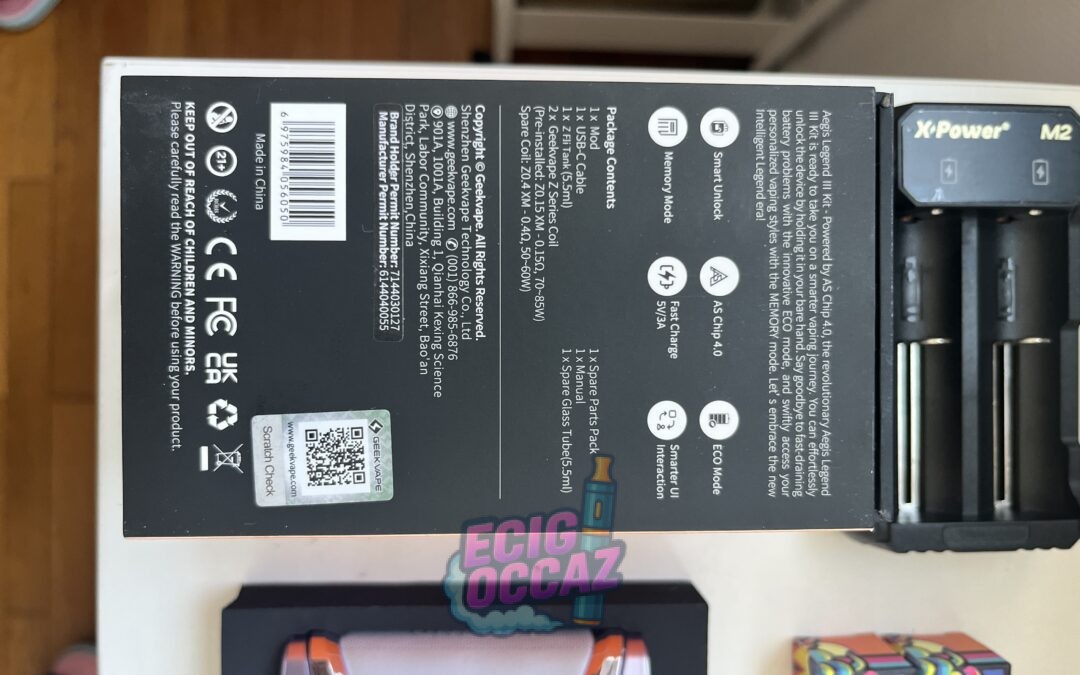 Aegis Legend III Kit - Powered by AS Chip 4.0, the revolutionary Aegis Legend
III Kit is ready to take you on a smarter vaping journey. You can effortlessly
unlock the device by holding it in your bare hand. Say goodbye to fast-draining
battery problems with the innovative ECO mode, and swiftly access your
personalized vaping styles with the MEMORY mode. Let's embrace the new
intelligent Legend era!
Smart Unlock
AS Chip 4.0
ECO Mode
Memory Mode
Fast Charge
5V/3A
Smarter UI
Interaction
Package Contents
1 x Mod
1 x USB-C Cable
1 x Z FLI Tank (5.5ml)
2 x Geekvape Z Series Coil
(Pre-installed: Z0.15 XM - 0.15Ω, 70~85W)
Spare Coil: Z0.4 XM - 0.4Ω, 50~60W)
1 x Spare Parts Pack
1 x Manual
1 x Spare Glass Tube(5.5ml)
Copyright © Geekvape. All Rights Reserved.
Shenzhen Geekvape Technology Co., Ltd
www.geekvape.com (001) 866-985-6876
901A, 1001A, Building 1, Qianhai Kexing Science
Park, Labor Community, Xixiang Street, Bao'an
District, Shenzhen,China
Brand Holder Permit Number: 7144030127
Manufacturer Permit Number: 6144040055
6 975984 056050
Made in China
21+
CE FC UK
CA
KEEP OUT OF REACH OF CHILDREN AND MINORS.
Please carefully read the WARNING before using your product.
GEEKVAPE
www.geekvape.com
Scratch Check
X-Power®
M2
ECIG
OCCAZ